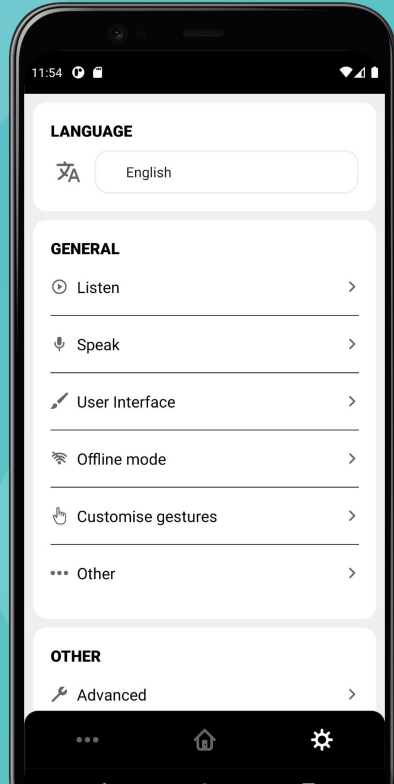 11:54
LANGUAGE
English
GENERAL
Listen
Speak
User Interface
Offline mode
Customise gestures
Other
OTHER
Advanced